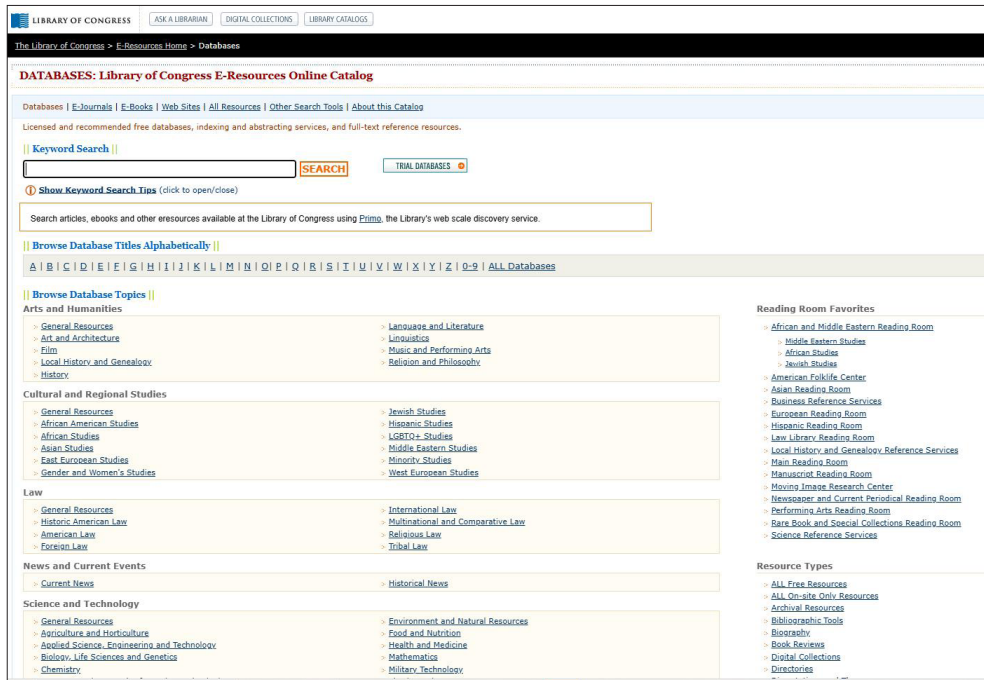 LIBRARY OF CONGRESS ASK A LIBRARIAN DIGITAL COLLECTIONS LIBRARY CATALOGS
The Library of Congress > E-Resources Home > Databases
DATABASES: Library of Congress E-Resources Online Catalog
Databases | E-Journals | E-Books | Web Sites | All Resources | Other Search Tools | About this Catalog
Licensed and recommended free databases, indexing and abstracting services, and full-text reference resources.
|| Keyword Search ||
SEARCH TRIAL DATABASES
Show Keyword Search Tips (click to open/close)
Search articles, ebooks and other eresources available at the Library of Congress using Primo, the Library's web scale discovery service.
|| Browse Database Titles Alphabetically ||
A | B | C | D | E | F | G | H | I | J | K | L | M | N | O| P | Q | R | S | T | U | V | W | X | Y | Z | 0-9 | ALL Databases
|| Browse Database Topics ||
Arts and Humanities
> General Resources
> Art and Architecture
> Film
> Local History and Genealogy
> History
> Language and Literature
> Linguistics
> Music and Performing Arts
> Religion and Philosophy
Cultural and Regional Studies
> General Resources
> African American Studies
> African Studies
> Asian Studies
> East European Studies
> Gender and Women's Studies
> Jewish Studies
> Hispanic Studies
> LGBTQ+ Studies
> Middle Eastern Studies
> Minority Studies
> West European Studies
Law
> General Resources
> Historic American Law
> American Law
> Foreign Law
> International Law
> Multinational and Comparative Law
> Religious Law
> Tribal Law
News and Current Events
> Current News
> Historical News
Science and Technology
> General Resources
> Agriculture and Horticulture
> Applied Science, Engineering and Technology
> Biology, Life Sciences and Genetics
> Chemistry
> Environment and Natural Resources
> Food and Nutrition
> Health and Medicine
> Mathematics
> Military Technology
Reading Room Favorites
> African and Middle Eastern Reading Room
> Middle Eastern Studies
> African Studies
> Jewish Studies
> American Folklife Center
> Asian Reading Room
> Business Reference Services
> European Reading Room
> Hispanic Reading Room
> Law Library Reading Room
> Local History and Genealogy Reference Services
> Main Reading Room
> Manuscript Reading Room
> Moving Image Research Center
> Newspaper and Current Periodical Reading Room
> Performing Arts Reading Room
> Rare Book and Special Collections Reading Room
> Science Reference Services
Resource Types
> ALL Free Resources
> ALL On-site Only Resources
> Archival Resources
> Bibliographic Tools
> Biography
> Book Reviews
> Digital Collections
> Directories